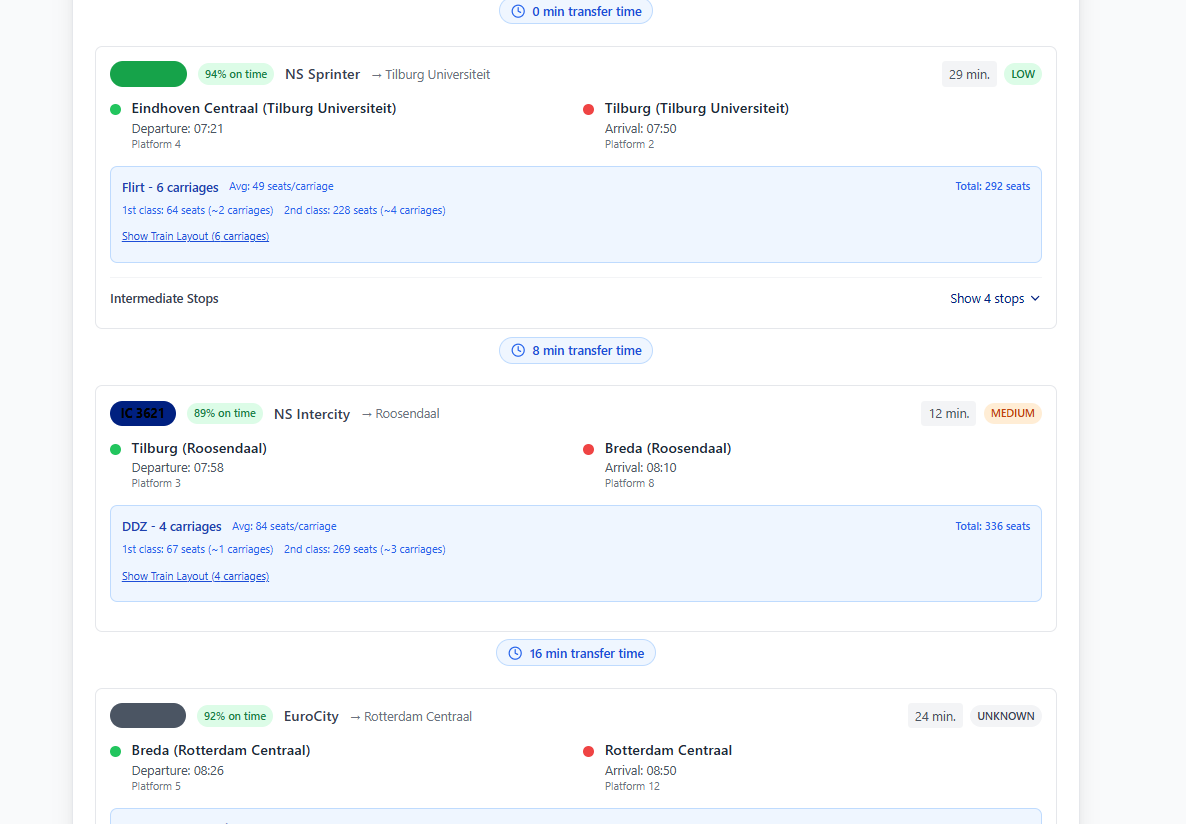 0 min transfer time
94% on time NS Sprinter → Tilburg Universiteit 29 min. LOW
Eindhoven Centraal (Tilburg Universiteit) Tilburg (Tilburg Universiteit)
Departure: 07:21 Arrival: 07:50
Platform 4 Platform 2
Flirt - 6 carriages Avg: 49 seats/carriage Total: 292 seats
1st class: 64 seats (~2 carriages) 2nd class: 228 seats (~4 carriages)
Show Train Layout (6 carriages)
Intermediate Stops Show 4 stops
8 min transfer time
IC 3621 89% on time NS Intercity → Roosendaal 12 min. MEDIUM
Tilburg (Roosendaal) Breda (Roosendaal)
Departure: 07:58 Arrival: 08:10
Platform 3 Platform 8
DDZ - 4 carriages Avg: 84 seats/carriage Total: 336 seats
1st class: 67 seats (~1 carriages) 2nd class: 269 seats (~3 carriages)
Show Train Layout (4 carriages)
16 min transfer time
92% on time EuroCity → Rotterdam Centraal 24 min. UNKNOWN
Breda (Rotterdam Centraal) Rotterdam Centraal
Departure: 08:26 Arrival: 08:50
Platform 5 Platform 12